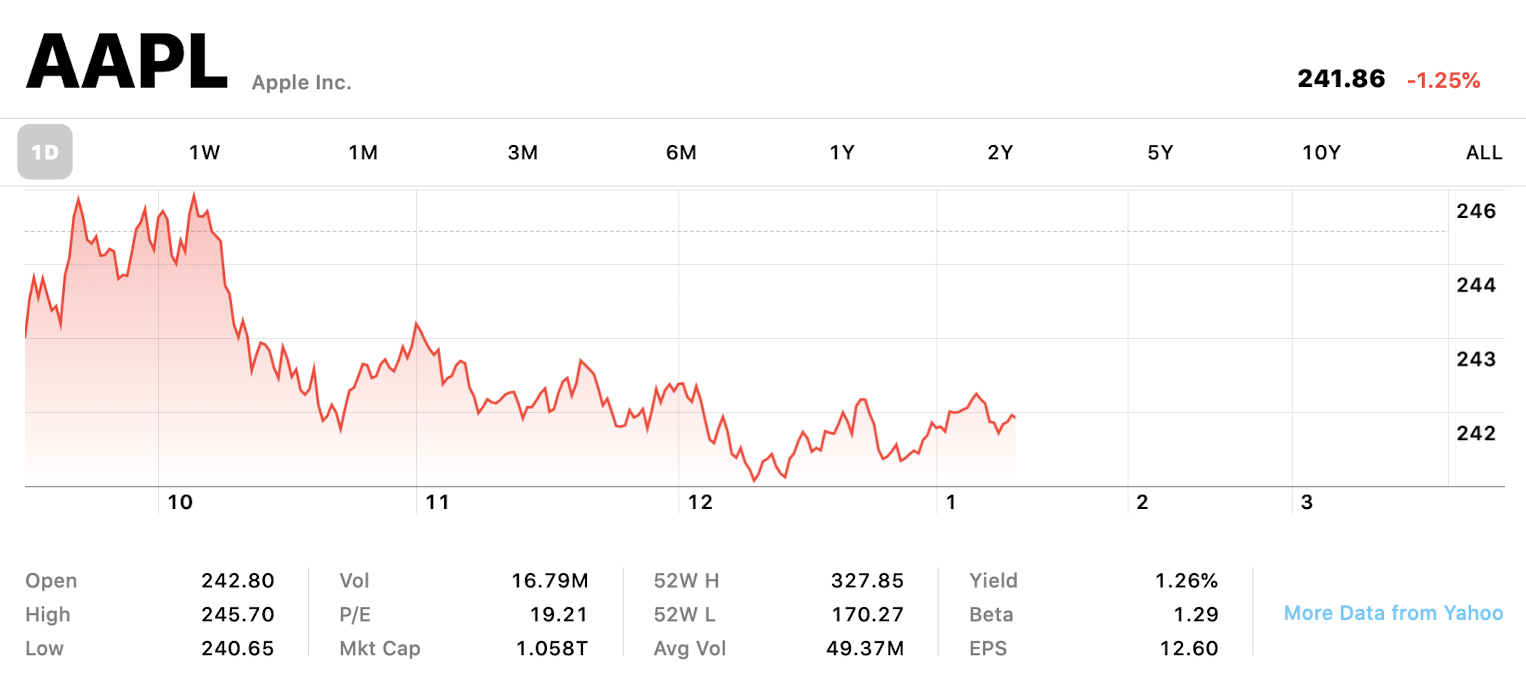 AAPL Apple Inc. 241.86 -1.25%
1D 1W 1M 3M 6M 1Y 2Y 5Y 10Y ALL
246
244
243
242
10 11 12 1 2 3
Open 242.80 Vol 16.79M 52W H 327.85 Yield 1.26%
High 245.70 P/E 19.21 52W L 170.27 Beta 1.29 More Data from Yahoo
Low 240.65 Mkt Cap 1.058T Avg Vol 49.37M EPS 12.60